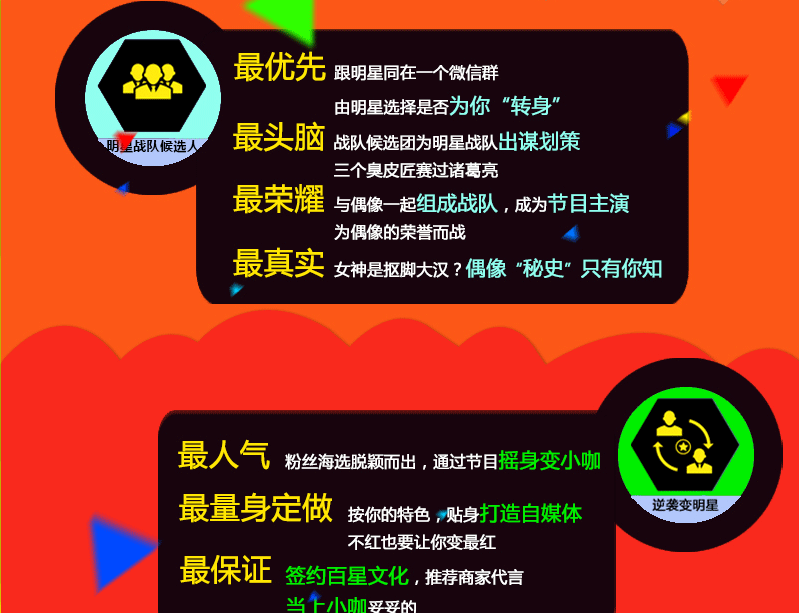 最优先 跟明星同在一个微信群
由明星选择是否为你“转身”
明星战队候选人
最头脑 战队候选团为明星战队出谋划策
三个臭皮匠赛过诸葛亮
最荣耀 与偶像一起组成战队，成为节目主演
为偶像的荣誉而战
最真实 女神是抠脚大汉？偶像“秘史”只有你知
最人气 粉丝海选脱颖而出，通过节目摇身变小咖
逆袭变明星
最量身定做 按你的特色，贴身打造自媒体
不红也要让你变最红
最保证 签约百星文化，推荐商家代言
当上小咖妥妥的